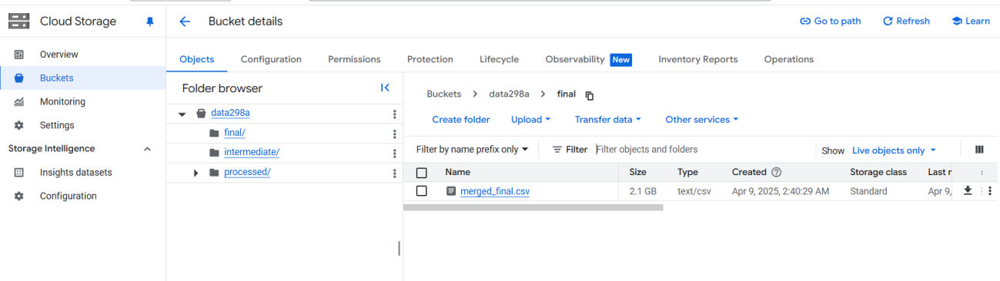 Cloud Storage
Bucket details
Go to path
Refresh
Learn
Overview
Buckets
Monitoring
Settings
Storage Intelligence
Insights datasets
Configuration
Objects
Configuration
Permissions
Protection
Lifecycle
Observability New
Inventory Reports
Operations
Folder browser
data298a
final/
intermediate/
processed/
Buckets > data298a > final
Create folder
Upload
Transfer data
Other services
Filter by name prefix only
Filter
Filter objects and folders
Show Live objects only
Name Size Type Created Storage class Last
merged_final.csv 2.1 GB text/csv Apr 9, 2025, 2:40:29 AM Standard Apr 9,